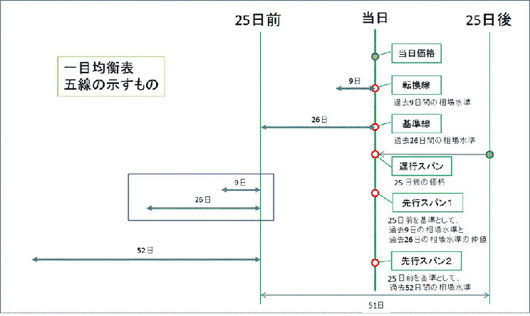 25日前
当日
25日後
一目均衡表
五線の示すもの
当日価格
9日
転換線
過去9日間の相場水準
26日
基準線
過去26日間の相場水準
遅行スパン
25日後の価格
9日
26日
先行スパン1
25日前を基準として、
過去9日の相場水準と
過去26日の相場水準の仲値
52日
先行スパン2
25日前を基準として、
過去52日間の相場水準
51日